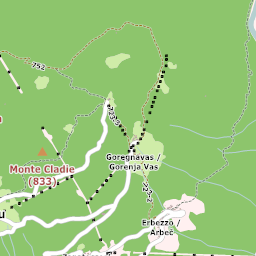 752
Monte Cladie
(833)
Goregnavas /
Gorenja Vas
Erbezzo /
Arbeč